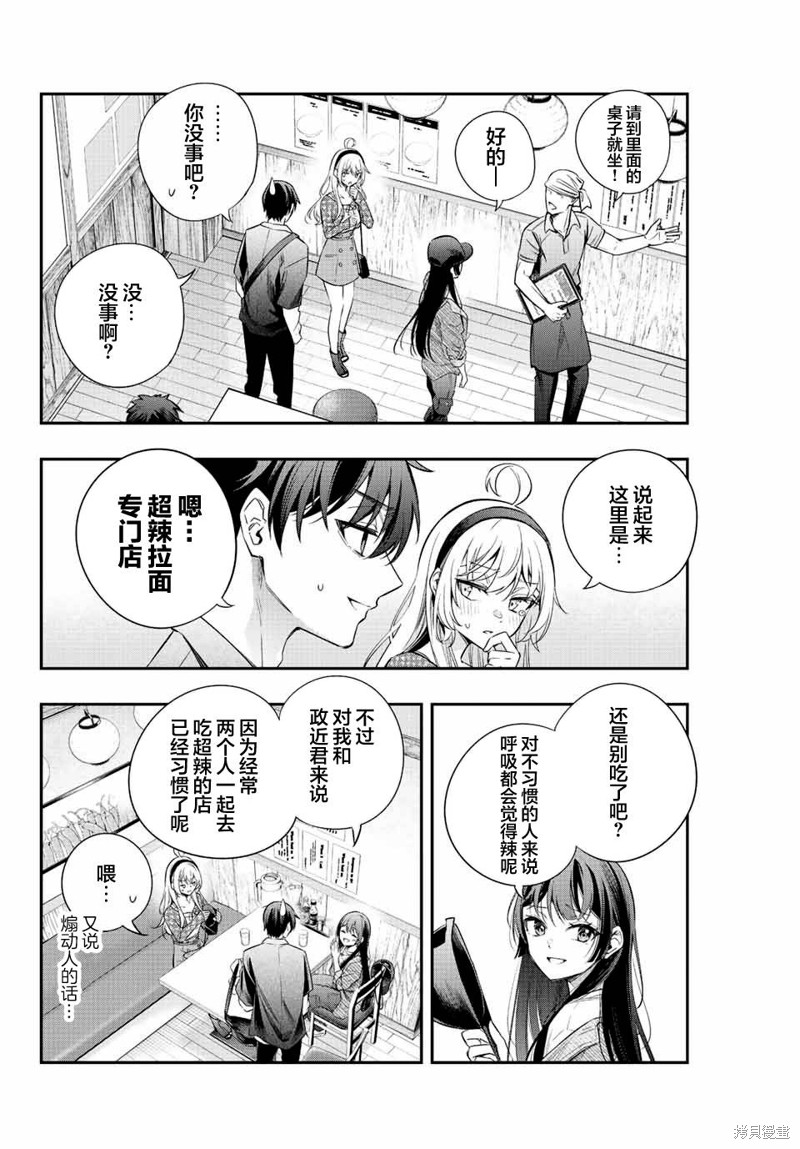 请到里面的
桌子就坐！
好的—
……
你没事吧？
没…
没事啊？
说起来
这里是…
嗯…
超辣拉面
专门店
还是别吃了吧？
对不习惯的人来说
呼吸都会觉得辣呢
不过
对我和
政近君来说
因为经常
两个人一起去
吃超辣的店
已经习惯了呢
喂…
又说
煽动人的话…
拷贝漫畫